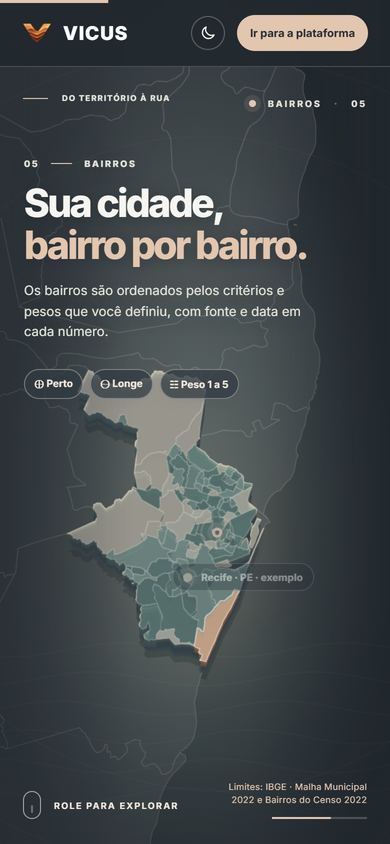 VICUS
Ir para a plataforma
DO TERRITÓRIO À RUA
BAIRROS · 05
05 — BAIRROS
Sua cidade,
bairro por bairro.
Os bairros são ordenados pelos critérios e
pesos que você definiu, com fonte e data em
cada número.
Perto
Longe
Peso 1 a 5
Recife · PE · exemplo
Limites: IBGE · Malha Municipal
2022 e Bairros do Censo 2022
ROLE PARA EXPLORAR